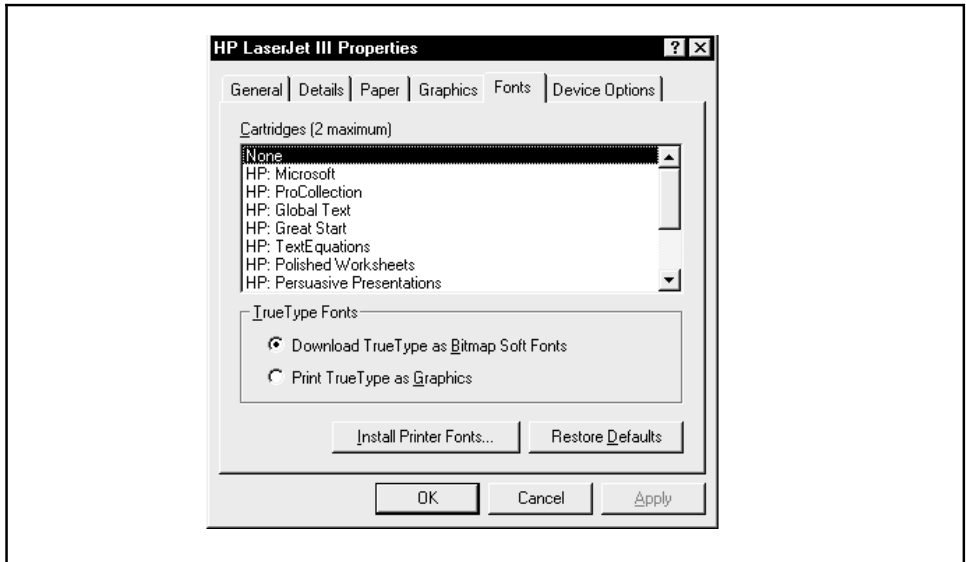 HP LaserJet III Properties
General Details Paper Graphics Fonts Device Options
Cartridges (2 maximum)
None
HP: Microsoft
HP: ProCollection
HP: Global Text
HP: Great Start
HP: TextEquations
HP: Polished Worksheets
HP: Persuasive Presentations
TrueType Fonts
Download TrueType as Bitmap Soft Fonts
Print TrueType as Graphics
Install Printer Fonts... Restore Defaults
OK Cancel Apply